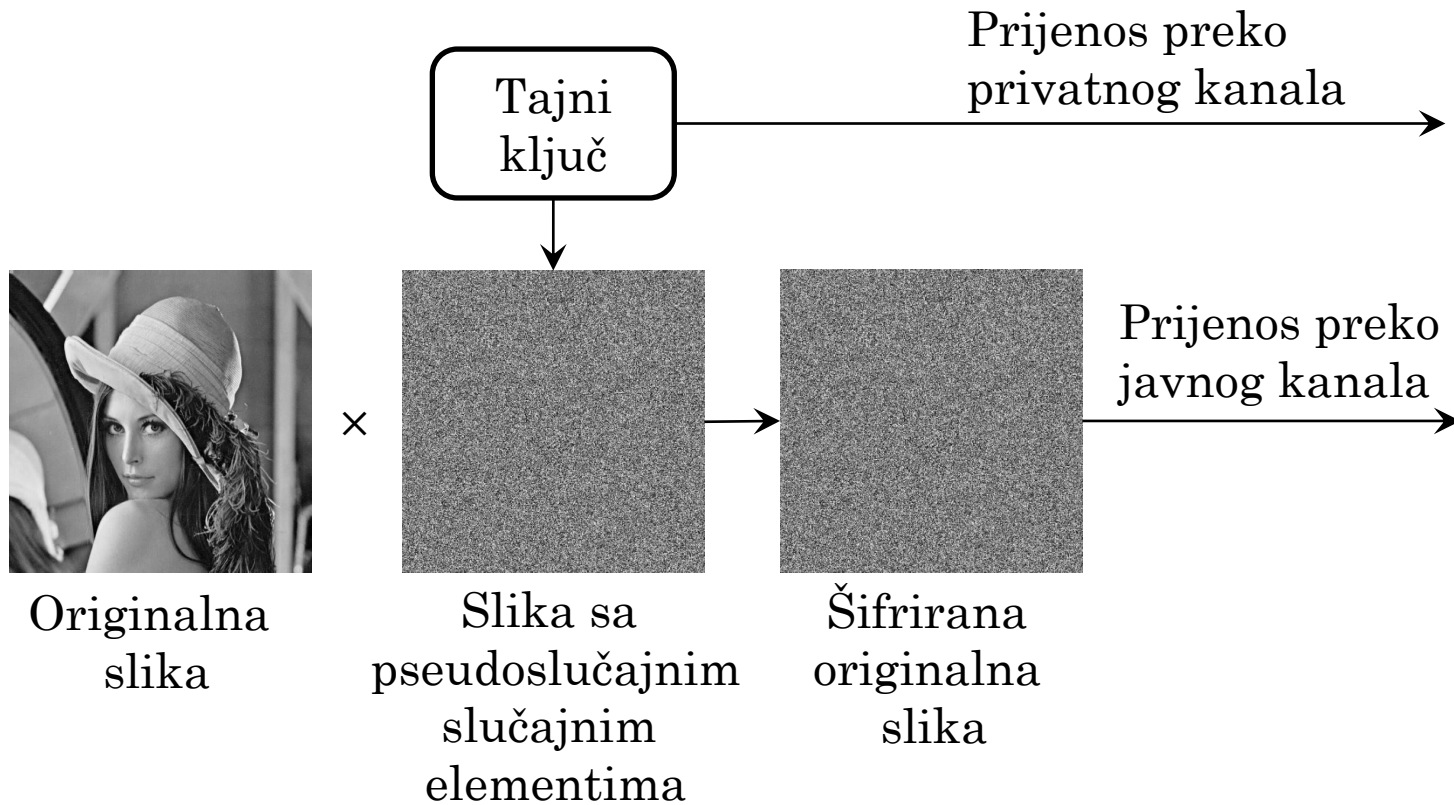 Prijenos preko
privatnog kanala
Tajni
ključ
×
Prijenos preko
javnog kanala
Originalna
slika
Slika sa
pseudoslučajnim
slučajnim
elementima
Šifrirana
originalna
slika